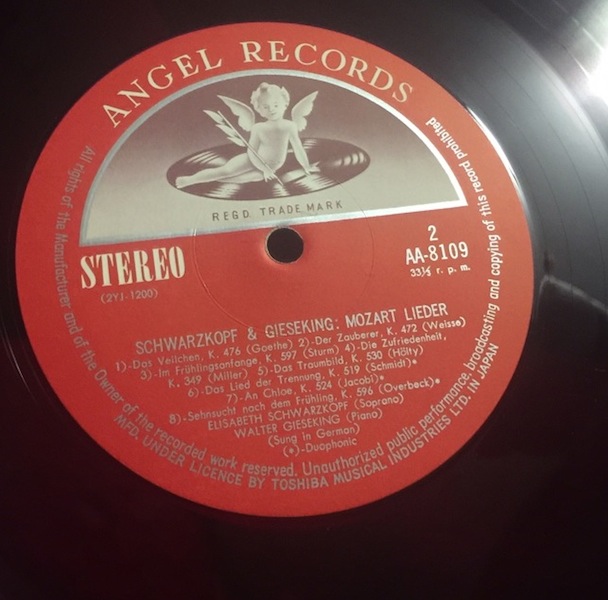 ANGEL RECORDS
REG'D. TRADE MARK
STEREO
(2YJ-1200)
2
AA-8109
33⅓ r. p. m.
SCHWARZKOPF & GIESEKING: MOZART LIEDER
1)-Das Veilchen, K. 476 (Goethe) 2)-Der Zauberer, K. 472 (Weisse)
3)-Im Frühlingsanfange, K. 597 (Sturm) 4)-Die Zufriedenheit,
K. 349 (Miller) 5)-Das Traumbild, K. 530 (Hölty)
6)-Das Lied der Trennung, K. 519 (Schmidt)*
7)-An Chloe, K. 524 (Jacobi)*
8)-Sehnsucht nach dem Frühling, K. 596 (Overbeck)*
ELISABETH SCHWARZKOPF (Soprano)
WALTER GIESEKING (Piano)
(Sung in German)
(*)-Duophonic
All rights of the Manufacturer and of the Owner of the recorded work reserved. Unauthorized public performance, broadcasting and copying of this record prohibited
MFD. UNDER LICENCE BY TOSHIBA MUSICAL INDUSTRIES LTD. IN JAPAN